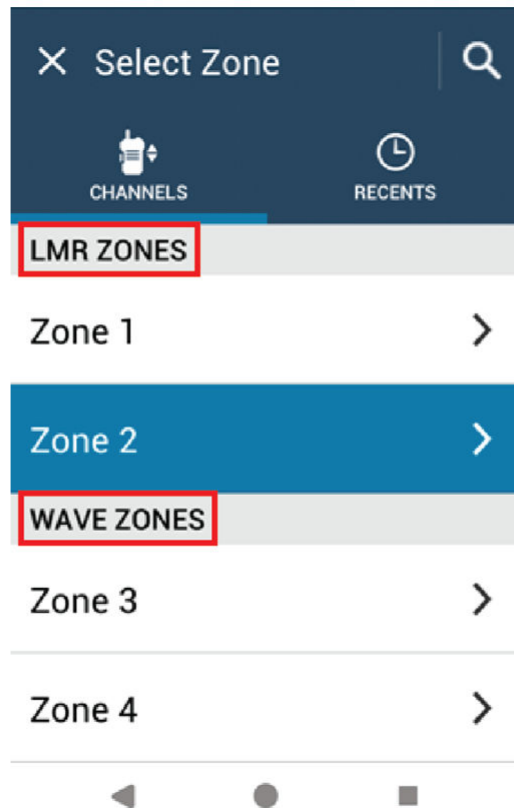 Select Zone
CHANNELS
RECENTS
LMR ZONES
Zone 1
Zone 2
WAVE ZONES
Zone 3
Zone 4